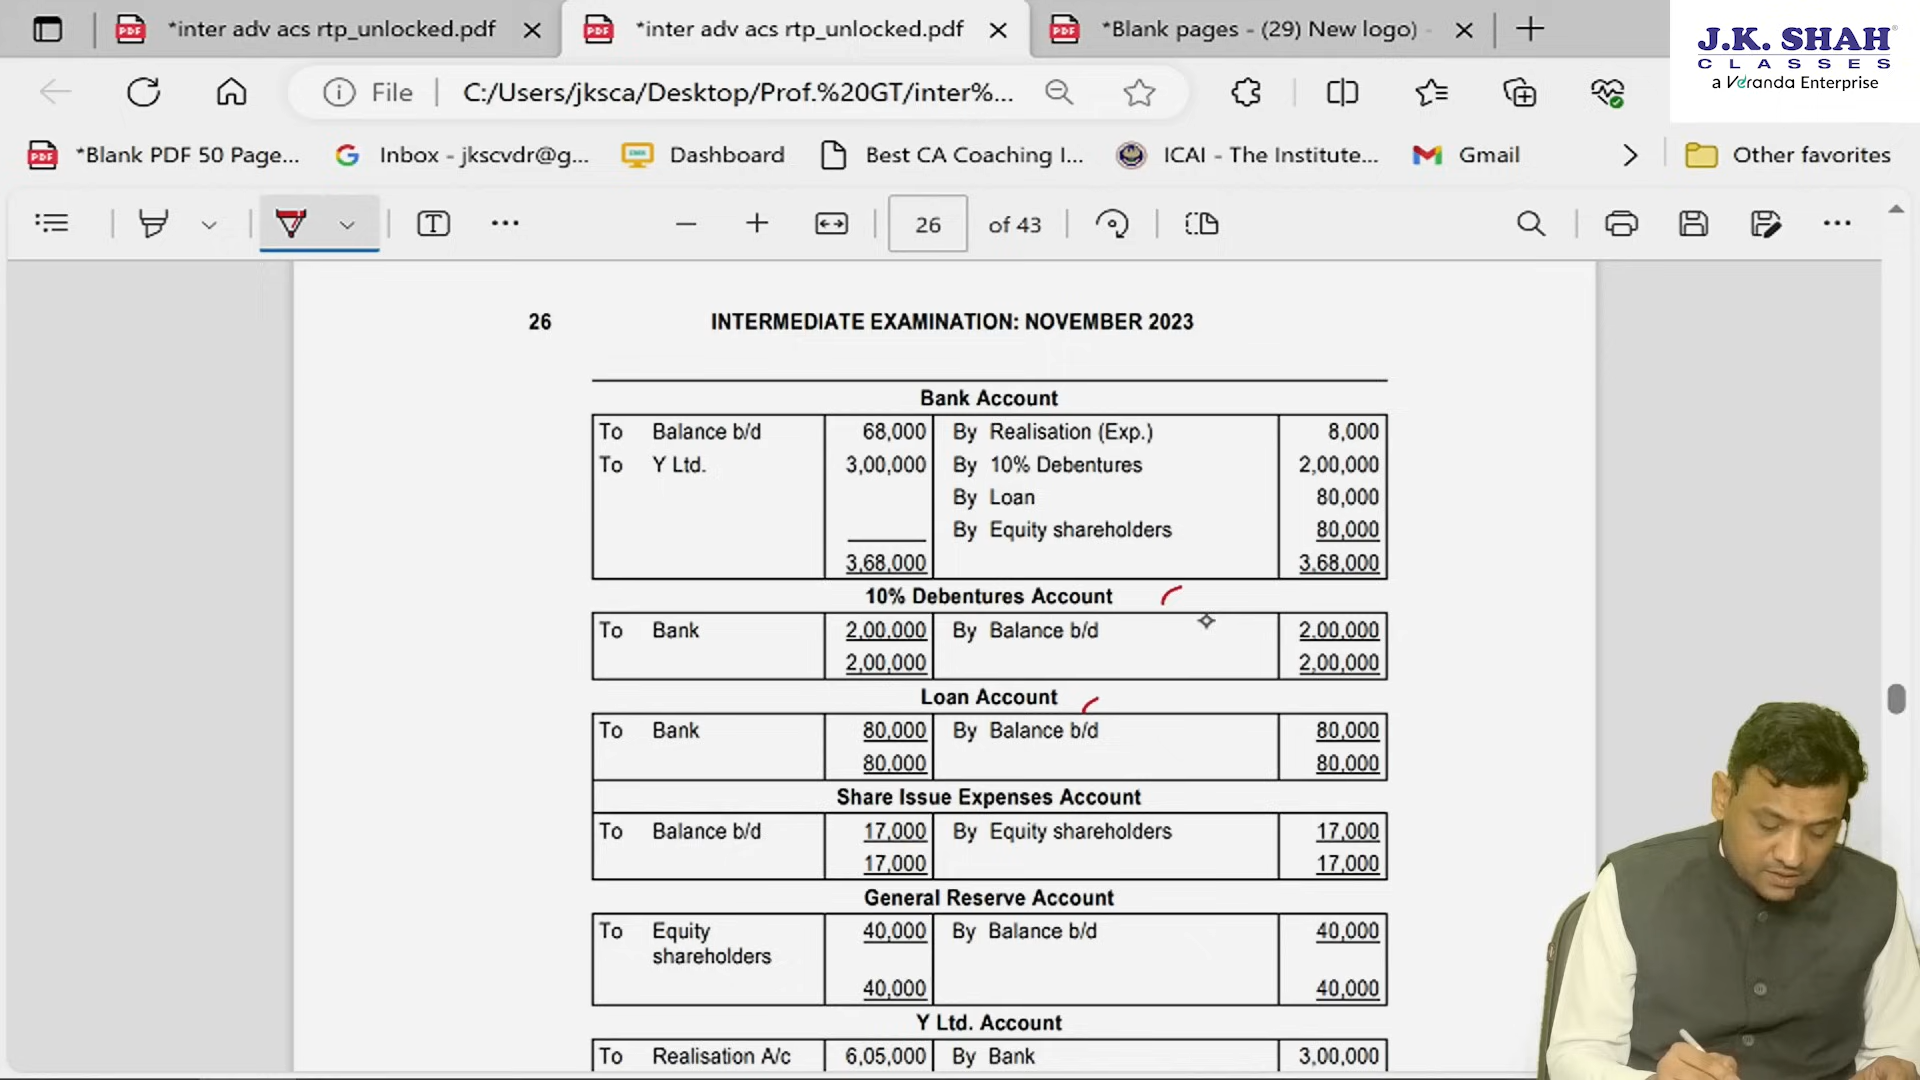 *inter adv acs rtp_unlocked.pdf
*inter adv acs rtp_unlocked.pdf
*Blank pages - (29) New logo) -
J.K. SHAH
CLASSES
a Veranda Enterprise
File
C:/Users/jksca/Desktop/Prof.%20GT/inter%...
*Blank PDF 50 Page...
Inbox - jkscvdr@g...
Dashboard
Best CA Coaching I...
ICAI - The Institute...
Gmail
Other favorites
26 of 43
26 INTERMEDIATE EXAMINATION: NOVEMBER 2023
Bank Account
To Balance b/d 68,000 By Realisation (Exp.) 8,000
To Y Ltd. 3,00,000 By 10% Debentures 2,00,000
By Loan 80,000
By Equity shareholders 80,000
3,68,000 3,68,000
10% Debentures Account
To Bank 2,00,000 By Balance b/d 2,00,000
2,00,000 2,00,000
Loan Account
To Bank 80,000 By Balance b/d 80,000
80,000 80,000
Share Issue Expenses Account
To Balance b/d 17,000 By Equity shareholders 17,000
17,000 17,000
General Reserve Account
To Equity shareholders 40,000 By Balance b/d 40,000
40,000 40,000
Y Ltd. Account
To Realisation A/c 6,05,000 By Bank 3,00,000